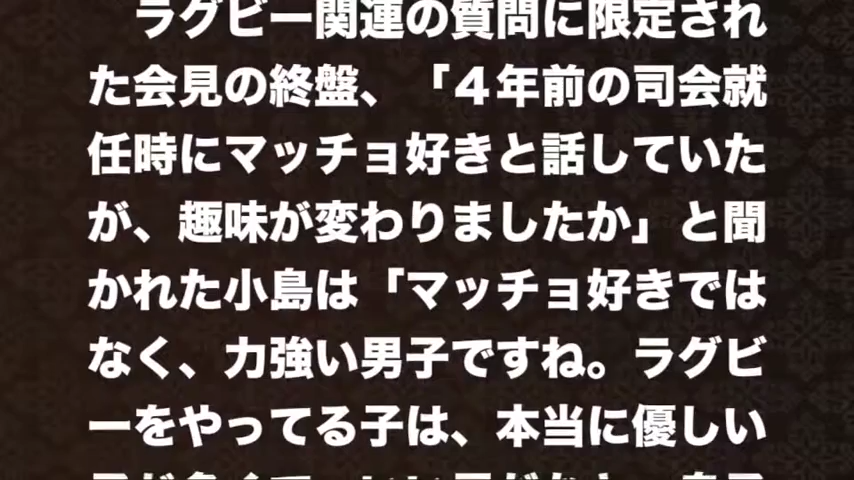 ラグビー関連の質問に限定され
た会見の終盤、「４年前の司会就
任時にマッチョ好きと話していた
が、趣味が変わりましたか」と聞
かれた小島は「マッチョ好きでは
なく、力強い男子ですね。ラグビ
ーをやってる子は、本当に優しい